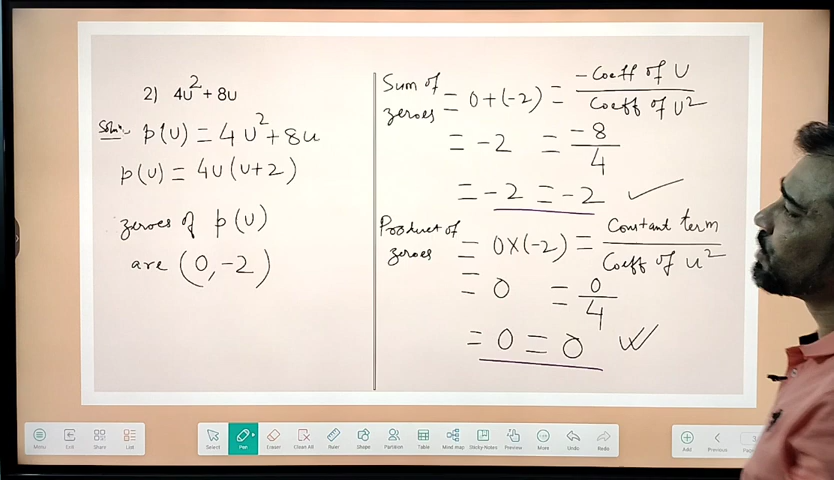 2) 4u² + 8u
Soln:. p(u) = 4u² + 8u
p(u) = 4u(u+2)
zeroes of p(u)
are (0, -2)
Sum of zeroes = 0+(-2) = -Coeff of u / Coeff of u²
= -2 = -8/4
= -2 = -2 ✓
Product of zeroes = 0×(-2) = Constant term / Coeff of u²
= 0 = 0/4
= 0 = 0 ✓✓
Menu Exit Share List Select Pen Eraser Clean All Ruler Shape Partition Table Mind map Sticky-Notes Preview More Undo Redo Add Previous